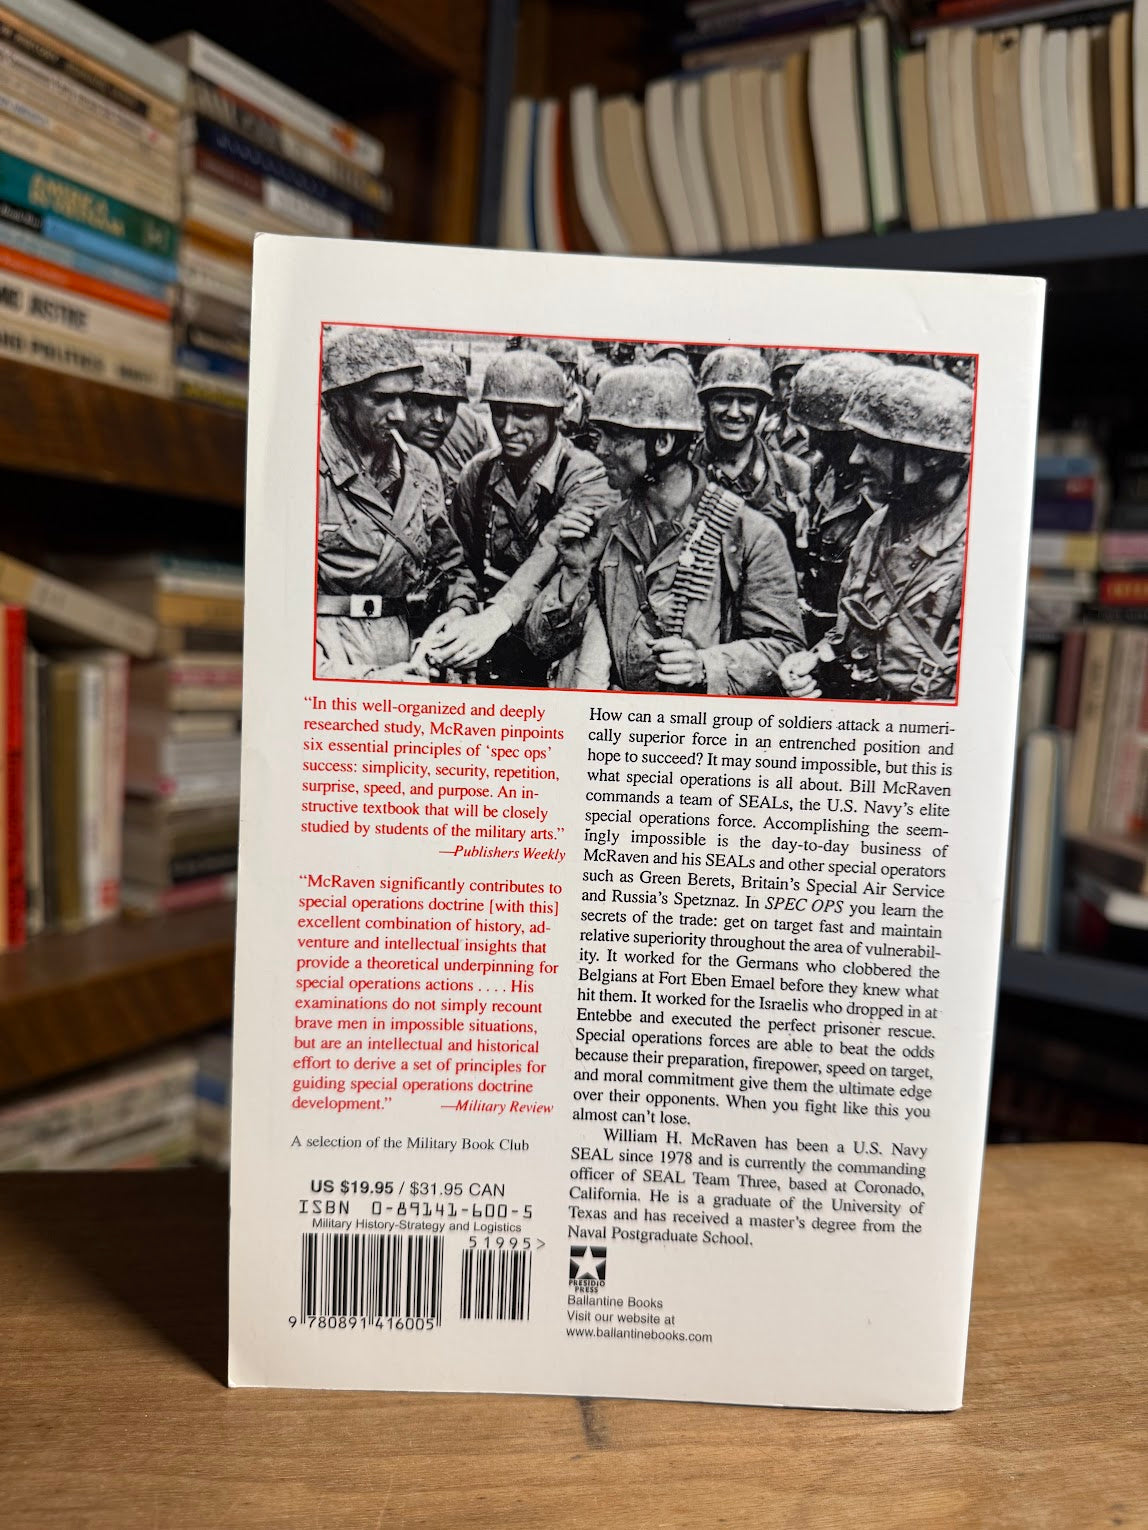 "In this well-organized and deeply
researched study, McRaven pinpoints
six essential principles of 'spec ops'
success: simplicity, security, repetition,
surprise, speed, and purpose. An in-
structive textbook that will be closely
studied by students of the military arts."
—Publishers Weekly
"McRaven significantly contributes to
special operations doctrine [with this]
excellent combination of history, ad-
venture and intellectual insights that
provide a theoretical underpinning for
special operations actions . . . . His
examinations do not simply recount
brave men in impossible situations,
but are an intellectual and historical
effort to derive a set of principles for
guiding special operations doctrine
development." —Military Review
A selection of the Military Book Club
US $19.95 / $31.95 CAN
ISBN 0-89141-600-5
Military History-Strategy and Logistics
51995>
9 780891 416005
How can a small group of soldiers attack a numeri-
cally superior force in an entrenched position and
hope to succeed? It may sound impossible, but this is
what special operations is all about. Bill McRaven
commands a team of SEALs, the U.S. Navy's elite
special operations force. Accomplishing the seem-
ingly impossible is the day-to-day business of
McRaven and his SEALs and other special operators
such as Green Berets, Britain's Special Air Service
and Russia's Spetznaz. In SPEC OPS you learn the
secrets of the trade: get on target fast and maintain
relative superiority throughout the area of vulnerabil-
ity. It worked for the Germans who clobbered the
Belgians at Fort Eben Emael before they knew what
hit them. It worked for the Israelis who dropped in at
Entebbe and executed the perfect prisoner rescue.
Special operations forces are able to beat the odds
because their preparation, firepower, speed on target,
and moral commitment give them the ultimate edge
over their opponents. When you fight like this you
almost can't lose.
William H. McRaven has been a U.S. Navy
SEAL since 1978 and is currently the commanding
officer of SEAL Team Three, based at Coronado,
California. He is a graduate of the University of
Texas and has received a master's degree from the
Naval Postgraduate School.
PRESIDIO
PRESS
Ballantine Books
Visit our website at
www.ballantinebooks.com